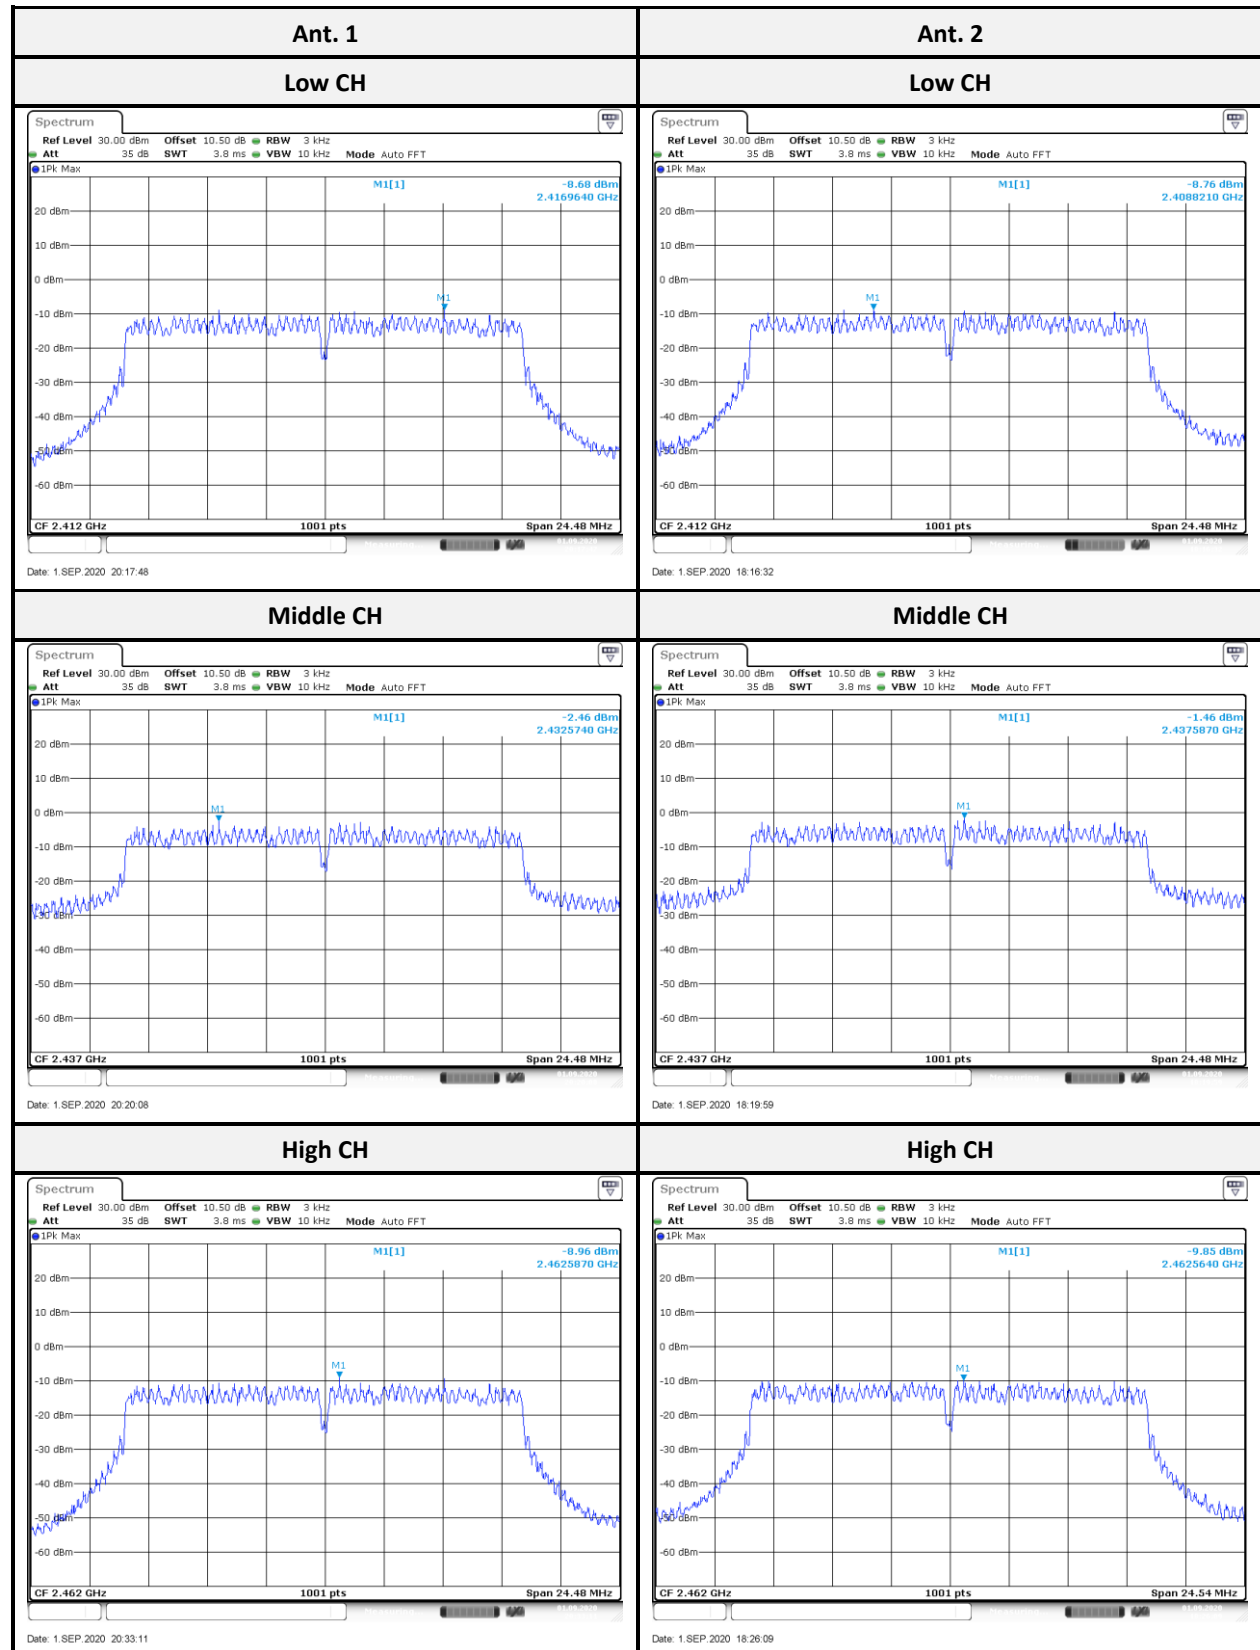 Ant. 1
Ant. 2
Low CH
Low CH
Spectrum
Ref Level 30.00 dBm Offset 10.50 dB RBW 3 kHz
Att 35 dB SWT 3.8 ms VBW 10 kHz Mode Auto FFT
1Pk Max
M1[1] -8.68 dBm
2.4169640 GHz
20 dBm
10 dBm
0 dBm
M1
-10 dBm
-20 dBm
-30 dBm
-40 dBm
-50 dBm
-60 dBm
CF 2.412 GHz 1001 pts Span 24.48 MHz
Date: 1.SEP.2020 20:17:48
Spectrum
Ref Level 30.00 dBm Offset 10.50 dB RBW 3 kHz
Att 35 dB SWT 3.8 ms VBW 10 kHz Mode Auto FFT
1Pk Max
M1[1] -8.76 dBm
2.4088210 GHz
20 dBm
10 dBm
0 dBm
M1
-10 dBm
-20 dBm
-30 dBm
-40 dBm
-50 dBm
-60 dBm
CF 2.412 GHz 1001 pts Span 24.48 MHz
Date: 1.SEP.2020 18:16:32
Middle CH
Middle CH
Spectrum
Ref Level 30.00 dBm Offset 10.50 dB RBW 3 kHz
Att 35 dB SWT 3.8 ms VBW 10 kHz Mode Auto FFT
1Pk Max
M1[1] -2.46 dBm
2.4325740 GHz
20 dBm
10 dBm
0 dBm
M1
-10 dBm
-20 dBm
-30 dBm
-40 dBm
-50 dBm
-60 dBm
CF 2.437 GHz 1001 pts Span 24.48 MHz
Date: 1.SEP.2020 20:20:08
Spectrum
Ref Level 30.00 dBm Offset 10.50 dB RBW 3 kHz
Att 35 dB SWT 3.8 ms VBW 10 kHz Mode Auto FFT
1Pk Max
M1[1] -1.46 dBm
2.4375870 GHz
20 dBm
10 dBm
0 dBm
M1
-10 dBm
-20 dBm
-30 dBm
-40 dBm
-50 dBm
-60 dBm
CF 2.437 GHz 1001 pts Span 24.48 MHz
Date: 1.SEP.2020 18:19:59
High CH
High CH
Spectrum
Ref Level 30.00 dBm Offset 10.50 dB RBW 3 kHz
Att 35 dB SWT 3.8 ms VBW 10 kHz Mode Auto FFT
1Pk Max
M1[1] -8.96 dBm
2.4625870 GHz
20 dBm
10 dBm
0 dBm
M1
-10 dBm
-20 dBm
-30 dBm
-40 dBm
-50 dBm
-60 dBm
CF 2.462 GHz 1001 pts Span 24.48 MHz
Date: 1.SEP.2020 20:33:11
Spectrum
Ref Level 30.00 dBm Offset 10.50 dB RBW 3 kHz
Att 35 dB SWT 3.8 ms VBW 10 kHz Mode Auto FFT
1Pk Max
M1[1] -9.85 dBm
2.4625640 GHz
20 dBm
10 dBm
0 dBm
M1
-10 dBm
-20 dBm
-30 dBm
-40 dBm
-50 dBm
-60 dBm
CF 2.462 GHz 1001 pts Span 24.54 MHz
Date: 1.SEP.2020 18:26:09